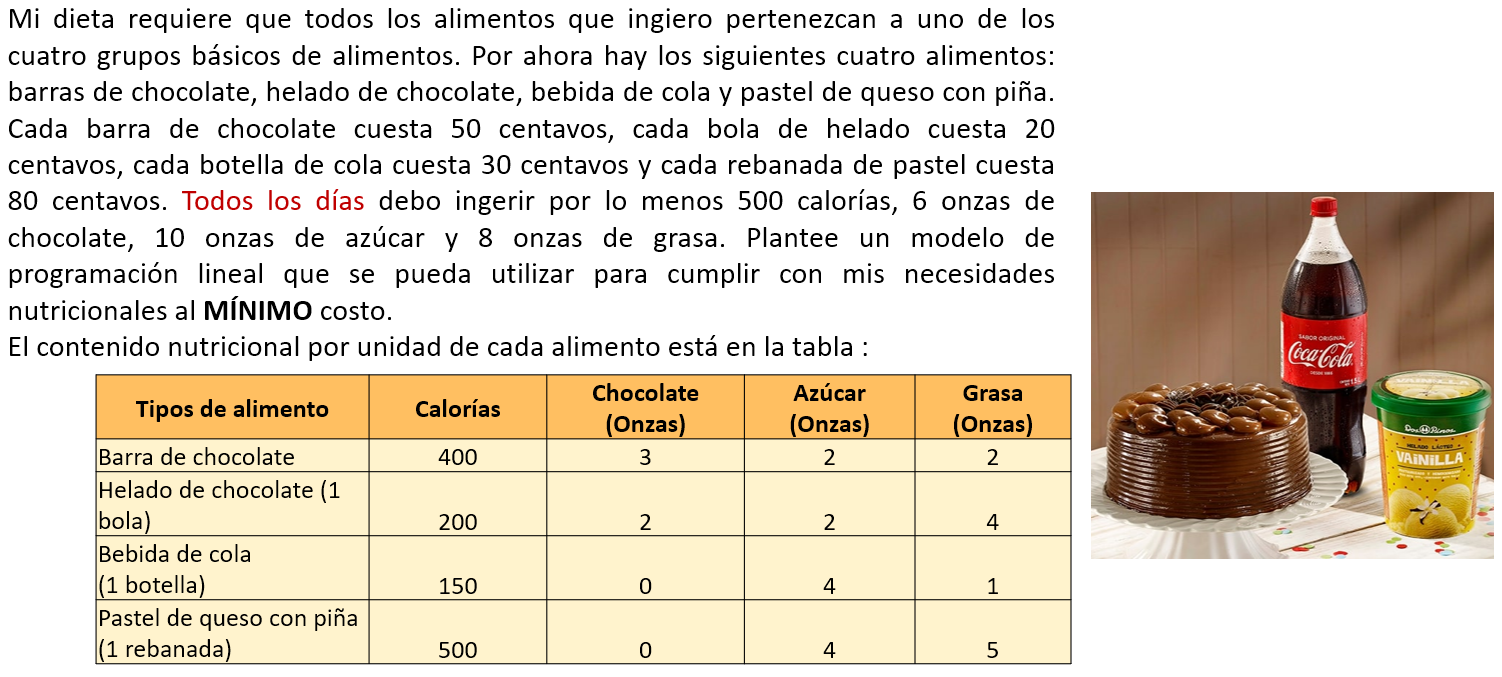 Mi dieta requiere que todos los alimentos que ingiero pertenezcan a uno de los
cuatro grupos básicos de alimentos. Por ahora hay los siguientes cuatro alimentos:
barras de chocolate, helado de chocolate, bebida de cola y pastel de queso con piña.
Cada barra de chocolate cuesta 50 centavos, cada bola de helado cuesta 20
centavos, cada botella de cola cuesta 30 centavos y cada rebanada de pastel cuesta
80 centavos. Todos los días debo ingerir por lo menos 500 calorías, 6 onzas de
chocolate, 10 onzas de azúcar y 8 onzas de grasa. Plantee un modelo de
programación lineal que se pueda utilizar para cumplir con mis necesidades
nutricionales al MÍNIMO costo.
El contenido nutricional por unidad de cada alimento está en la tabla :
Tipos de alimento Calorías Chocolate (Onzas) Azúcar (Onzas) Grasa (Onzas)
Barra de chocolate 400 3 2 2
Helado de chocolate (1
bola) 200 2 2 4
Bebida de cola
(1 botella) 150 0 4 1
Pastel de queso con piña
(1 rebanada) 500 0 4 5
SABOR ORIGINAL
Coca-Cola
Dos Pinos
HELADO LÁCTEO
VAINILLA